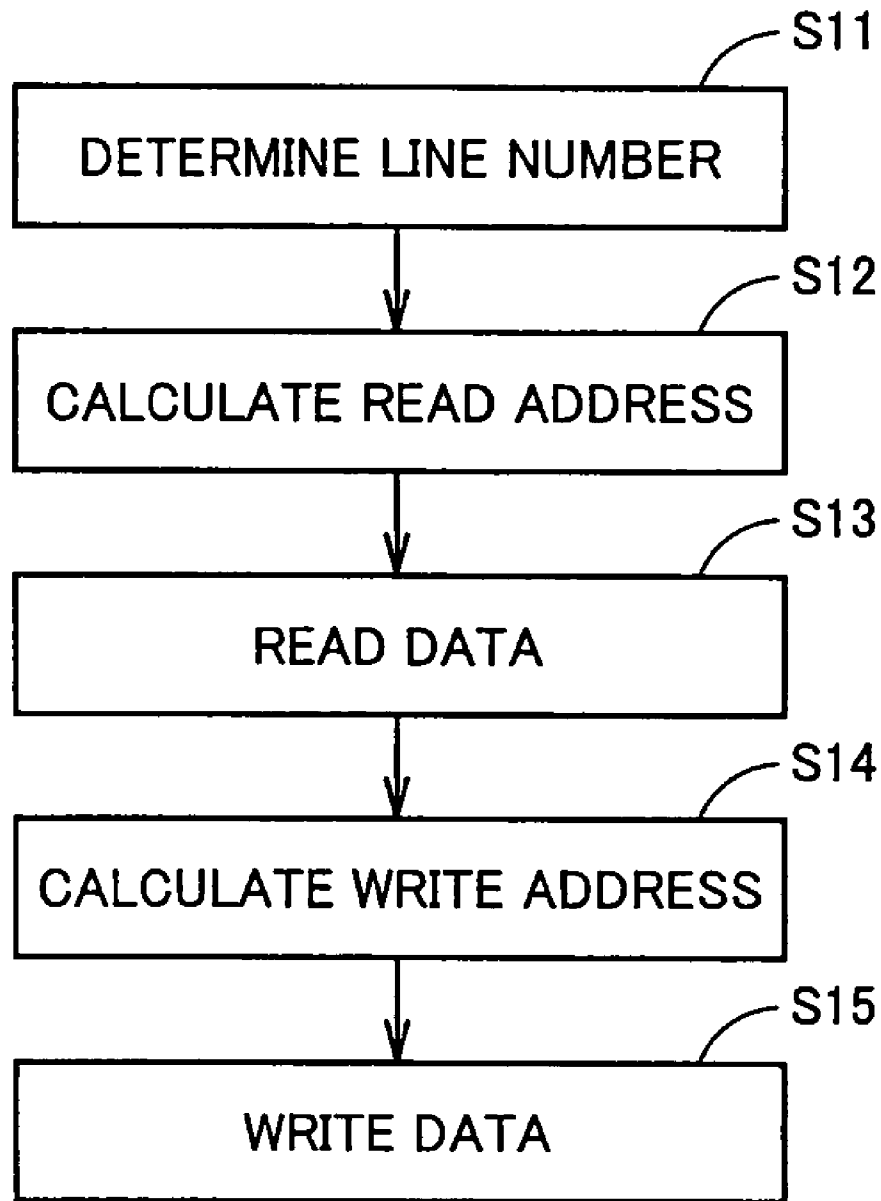 S11
DETERMINE LINE NUMBER
S12
CALCULATE READ ADDRESS
S13
READ DATA
S14
CALCULATE WRITE ADDRESS
S15
WRITE DATA